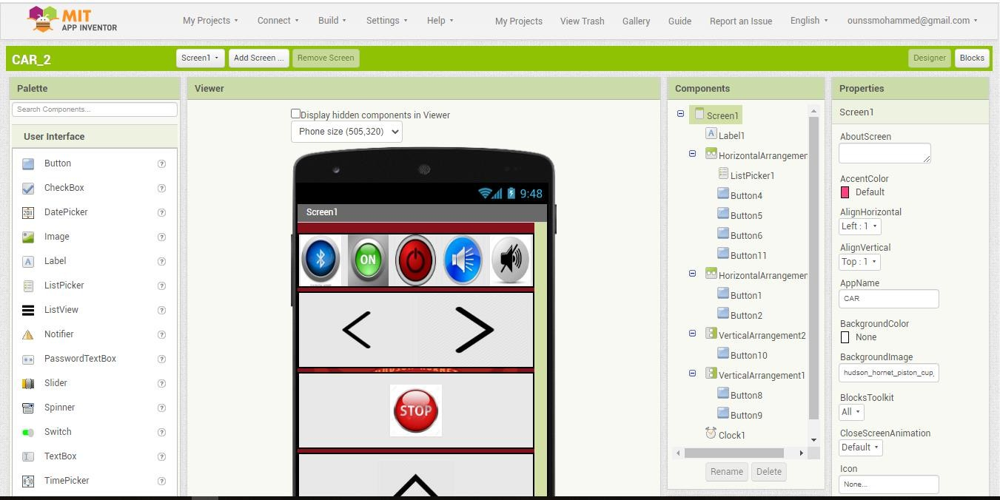 MIT
APP INVENTOR
My Projects Connect Build Settings Help My Projects View Trash Gallery Guide Report an Issue English ounssmohammed@gmail.com
CAR_2 Screen1 Add Screen ... Remove Screen Designer Blocks
Palette Viewer Components Properties
Search Components...
User Interface
Button ?
CheckBox ?
DatePicker ?
Image ?
Label ?
ListPicker ?
ListView ?
Notifier ?
PasswordTextBox ?
Slider ?
Spinner ?
Switch ?
TextBox ?
TimePicker ?
Display hidden components in Viewer
Phone size (505,320)
9:48
Screen1
ON
HUDSON HORNET
STOP
Screen1
A Label1
HorizontalArrangemen
ListPicker1
Button4
Button5
Button6
Button11
HorizontalArrangemen
Button1
Button2
VerticalArrangement2
Button10
VerticalArrangement1
Button8
Button9
Clock1
Rename Delete
Screen1
AboutScreen
AccentColor
Default
AlignHorizontal
Left : 1
AlignVertical
Top : 1
AppName
CAR
BackgroundColor
None
BackgroundImage
hudson_hornet_piston_cup_
BlocksToolkit
All
CloseScreenAnimation
Default
Icon
None...